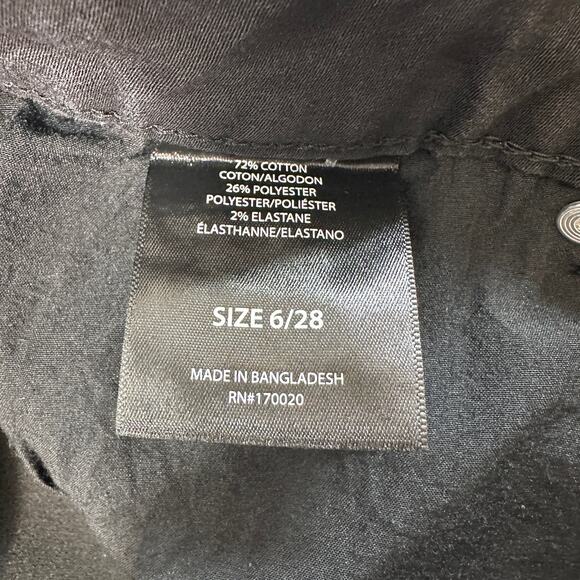 72% COTTON
COTON/ALGODON
26% POLYESTER
POLYESTER/POLIÉSTER
2% ELASTANE
ÉLASTHANNE/ELASTANO
SIZE 6/28
MADE IN BANGLADESH
RN#170020